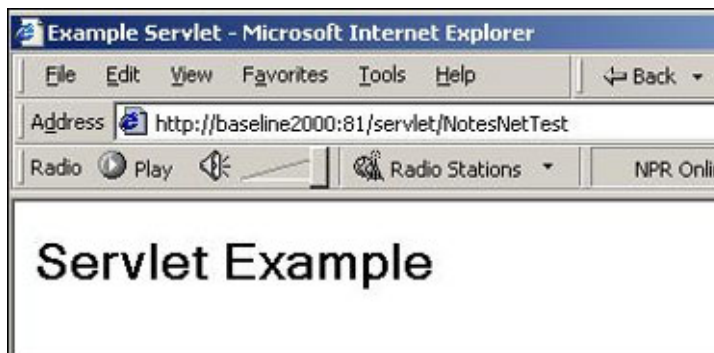 Example Servlet - Microsoft Internet Explorer
File Edit View Favorites Tools Help Back
Address http://baseline2000:81/servlet/NotesNetTest
Radio Play Radio Stations NPR
Servlet Example